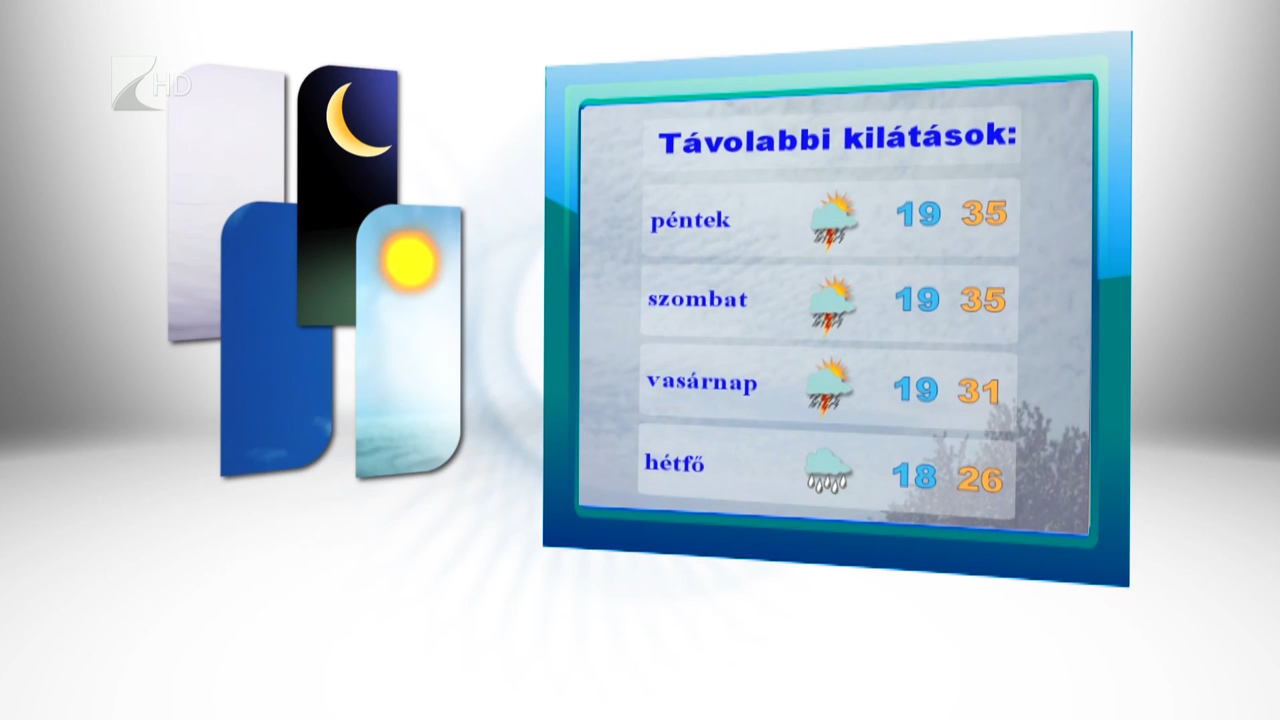 HD
Távolabbi kilátások:
péntek 19 35
szombat 19 35
vasárnap 19 31
hétfő 18 26